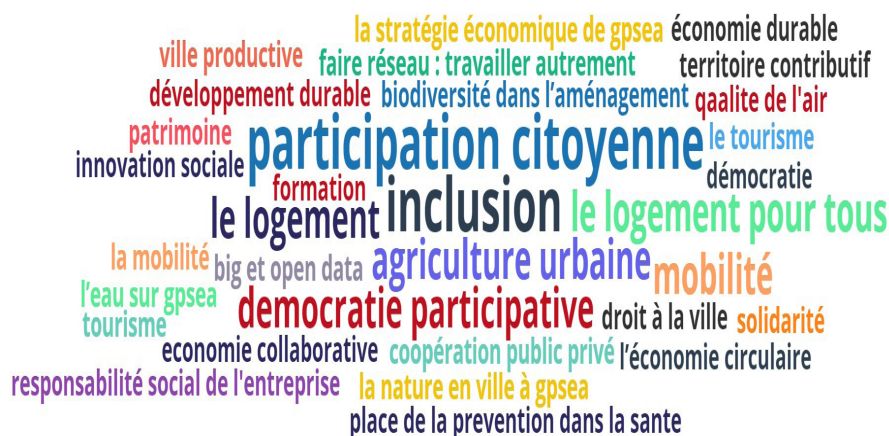 la stratégie économique de gpsea économie durable
ville productive faire réseau : travailler autrement territoire contributif
développement durable biodiversité dans l'aménagement qaalite de l'air
patrimoine participation citoyenne le tourisme
innovation sociale démocratie
formation inclusion le logement pour tous
le logement
la mobilité big et open data agriculture urbaine mobilité
l'eau sur gpsea democratie participative droit à la ville solidarité
tourisme
economie collaborative coopération public privé l'économie circulaire
responsabilité social de l'entreprise la nature en ville à gpsea
place de la prevention dans la sante